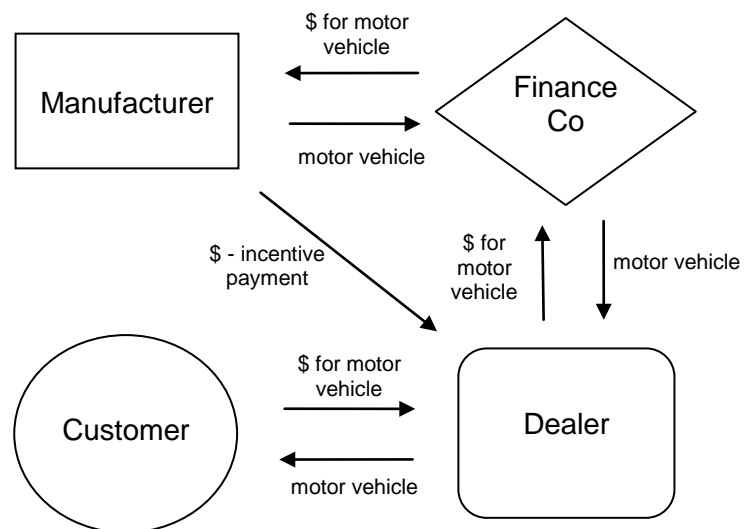 $ for motor
vehicle
Manufacturer
Finance
Co
motor vehicle
$ - incentive
payment
$ for
motor
vehicle
motor vehicle
Customer
$ for motor
vehicle
Dealer
motor vehicle